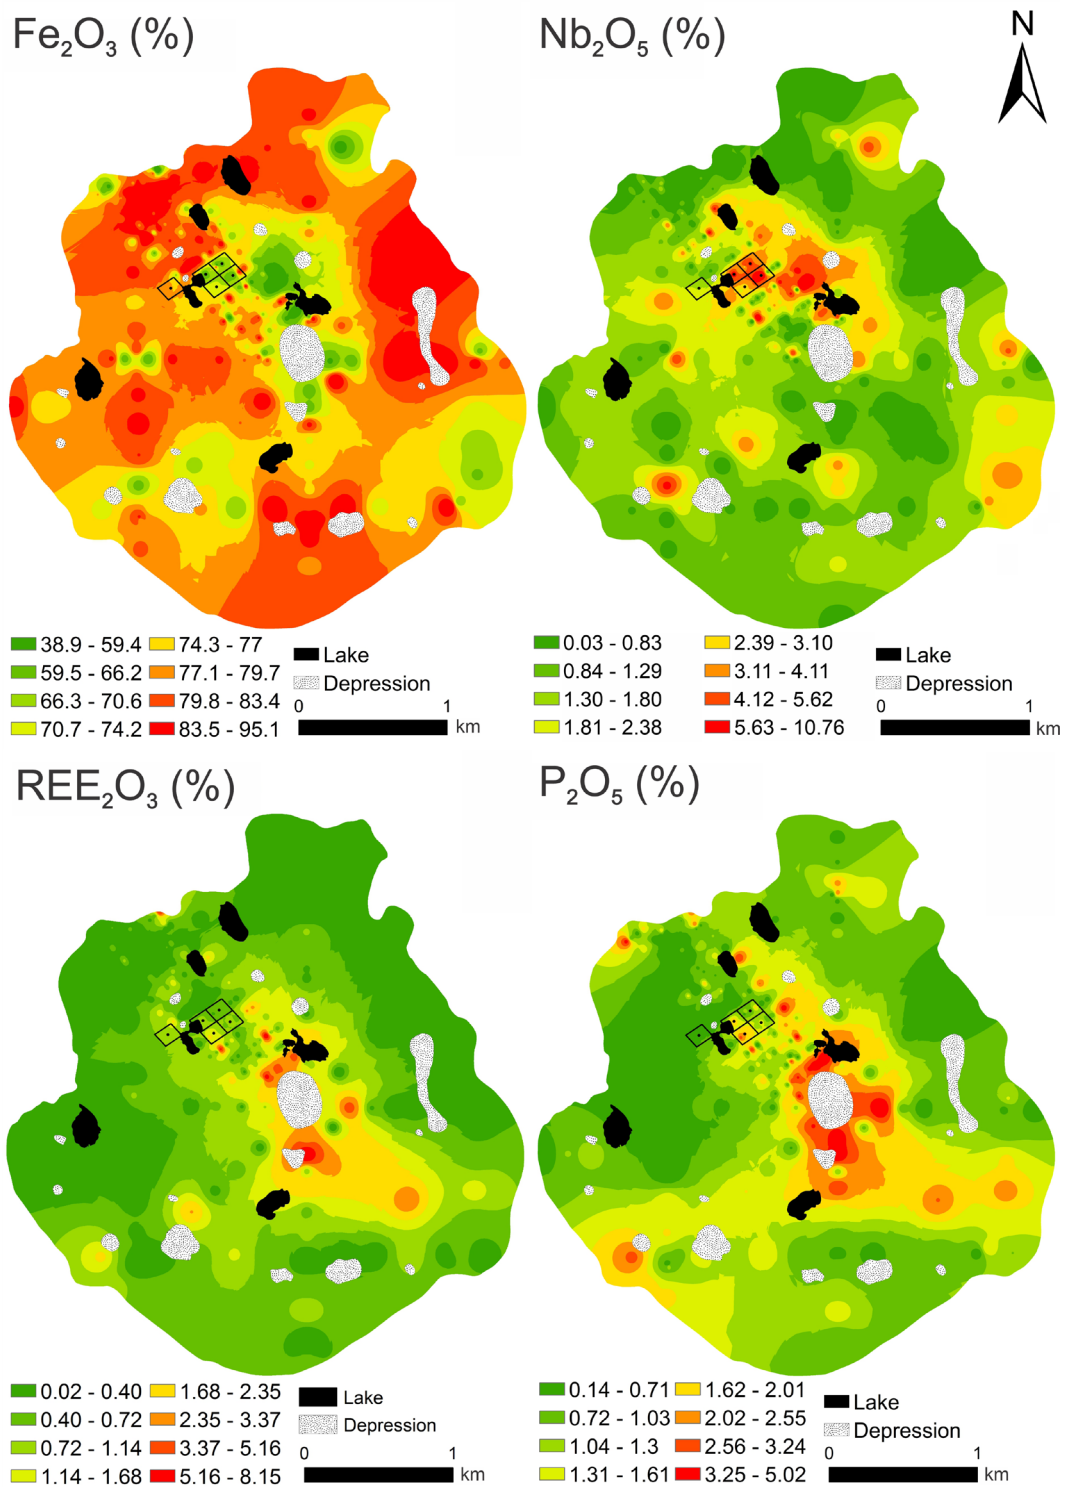 Fe₂O₃ (%)
Nb₂O₅ (%)
N
38.9 - 59.4
59.5 - 66.2
66.3 - 70.6
70.7 - 74.2
74.3 - 77
77.1 - 79.7
79.8 - 83.4
83.5 - 95.1
Lake
Depression
0 1
km
0.03 - 0.83
0.84 - 1.29
1.30 - 1.80
1.81 - 2.38
2.39 - 3.10
3.11 - 4.11
4.12 - 5.62
5.63 - 10.76
Lake
Depression
0 1
km
REE₂O₃ (%)
P₂O₅ (%)
0.02 - 0.40
0.40 - 0.72
0.72 - 1.14
1.14 - 1.68
1.68 - 2.35
2.35 - 3.37
3.37 - 5.16
5.16 - 8.15
Lake
Depression
0 1
km
0.14 - 0.71
0.72 - 1.03
1.04 - 1.3
1.31 - 1.61
1.62 - 2.01
2.02 - 2.55
2.56 - 3.24
3.25 - 5.02
Lake
Depression
0 1
km